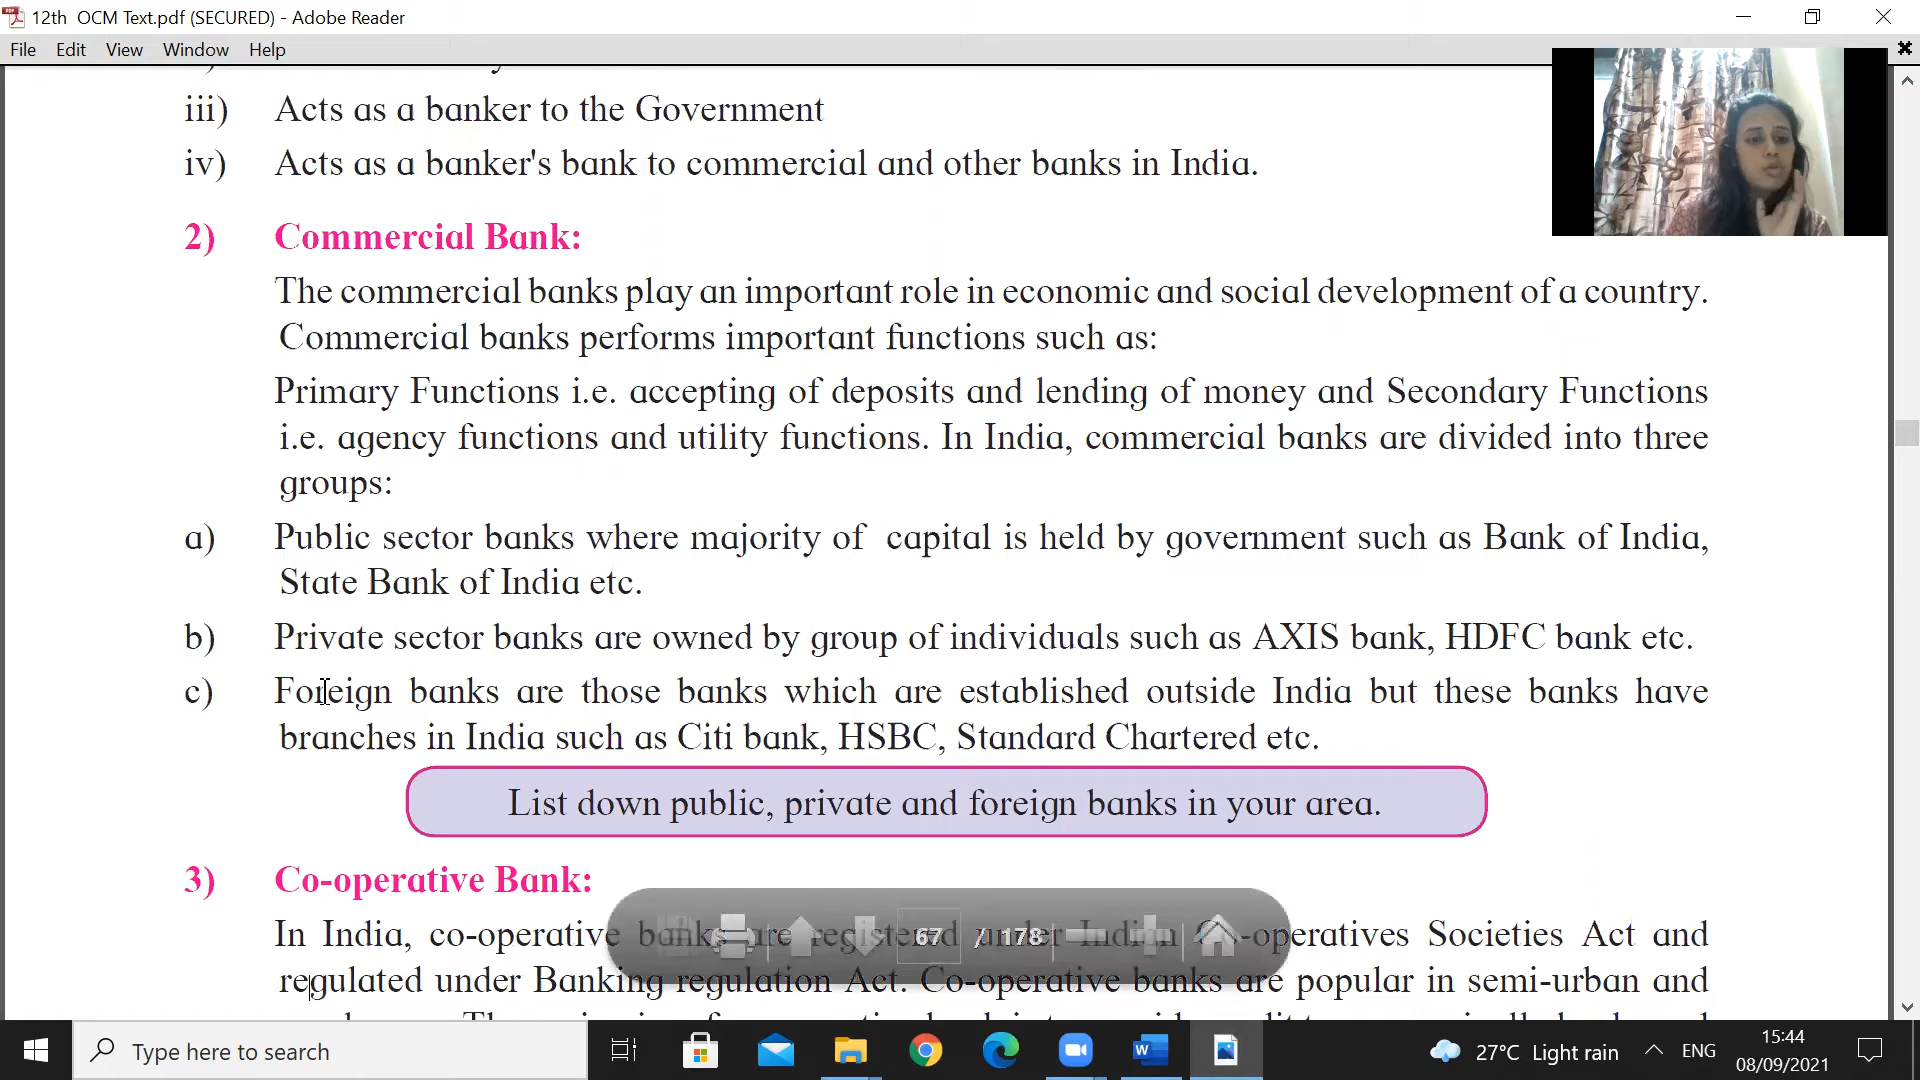 12th OCM Text.pdf (SECURED) - Adobe Reader
File Edit View Window Help
iii) Acts as a banker to the Government
iv) Acts as a banker's bank to commercial and other banks in India.
2) Commercial Bank:
The commercial banks play an important role in economic and social development of a country.
Commercial banks performs important functions such as:
Primary Functions i.e. accepting of deposits and lending of money and Secondary Functions
i.e. agency functions and utility functions. In India, commercial banks are divided into three
groups:
a) Public sector banks where majority of capital is held by government such as Bank of India,
State Bank of India etc.
b) Private sector banks are owned by group of individuals such as AXIS bank, HDFC bank etc.
c) Foreign banks are those banks which are established outside India but these banks have
branches in India such as Citi bank, HSBC, Standard Chartered etc.
List down public, private and foreign banks in your area.
3) Co-operative Bank:
In India, co-operative banks are registered under Indian Co-operatives Societies Act and
67 / 178
regulated under Banking regulation Act. Co-operative banks are popular in semi-urban and
Type here to search
27°C Light rain
ENG
15:44
08/09/2021